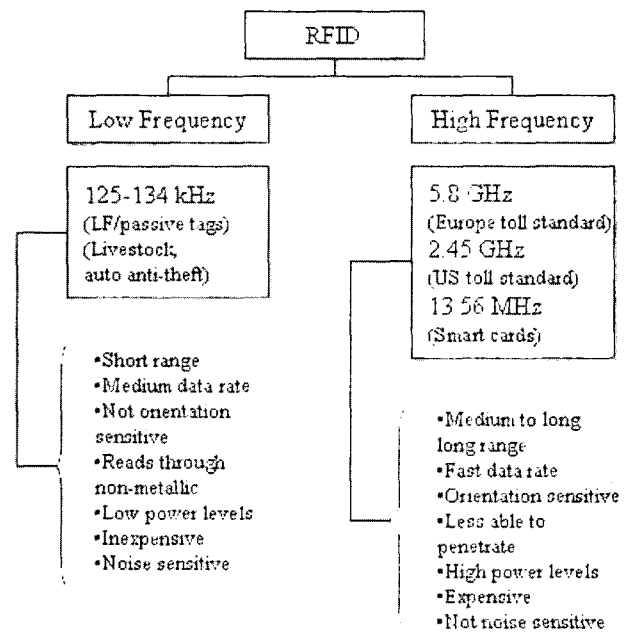 RFID
Low Frequency
High Frequency
125-134 kHz
(LF/passive tags)
(Livestock,
auto anti-theft)
5.8 GHz
(Europe toll standard)
2.45 GHz
(US toll standard)
13.56 MHz
(Smart cards)
•Short range
•Medium data rate
•Not orientation
sensitive
•Reads through
non-metallic
•Low power levels
•Inexpensive
•Noise sensitive
•Medium to long
long range
•Fast data rate
•Orientation sensitive
•Less able to
penetrate
•High power levels
•Expensive
•Not noise sensitive